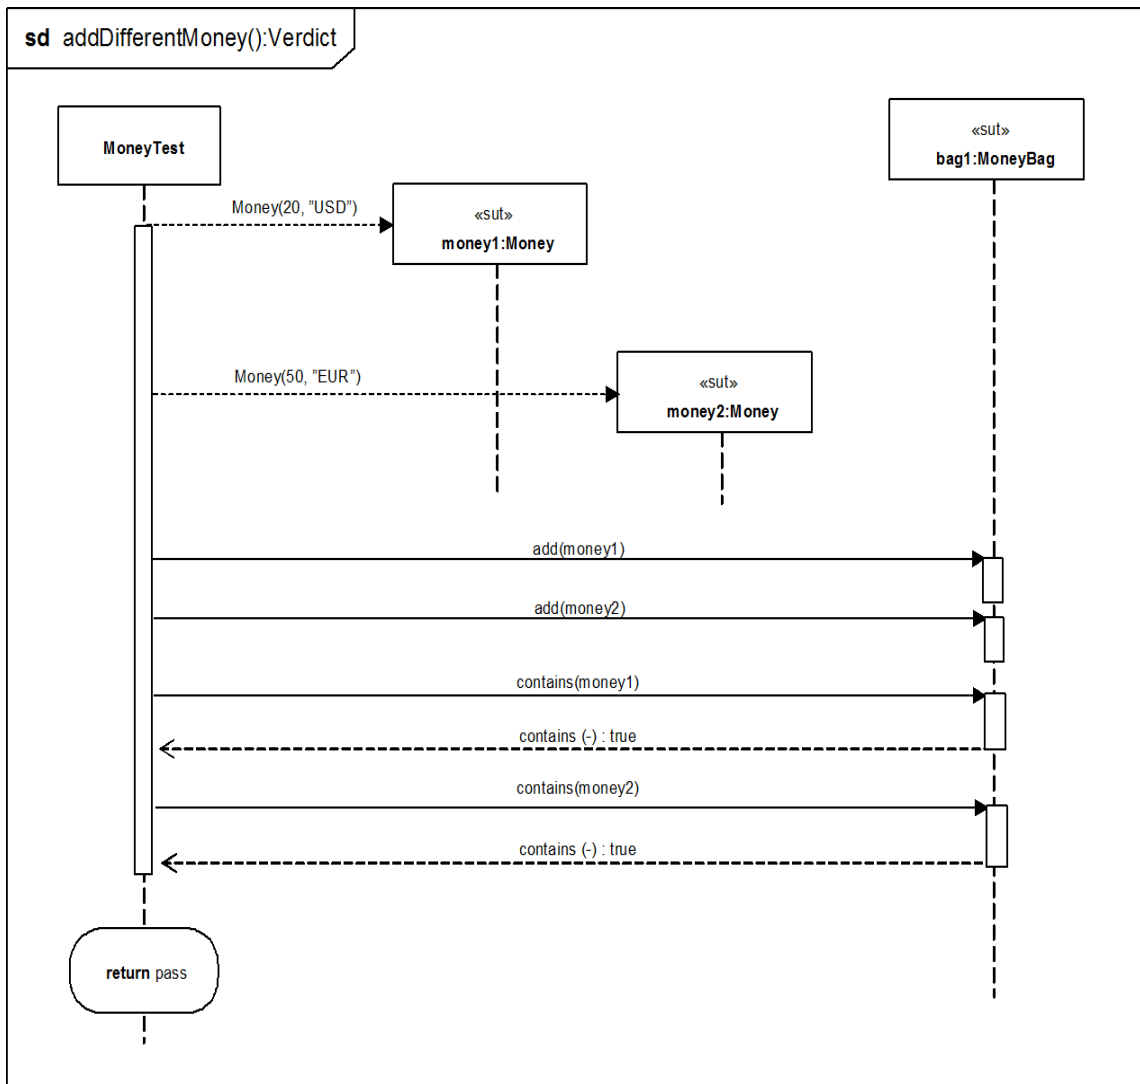 sd addDifferentMoney():Verdict
«sut»
bag1:MoneyBag
MoneyTest
Money(20, ”USD”)
«sut»
money1:Money
Money(50, ”EUR”)
«sut»
money2:Money
add(money1)
add(money2)
contains(money1)
contains (-) : true
contains(money2)
contains (-) : true
return pass